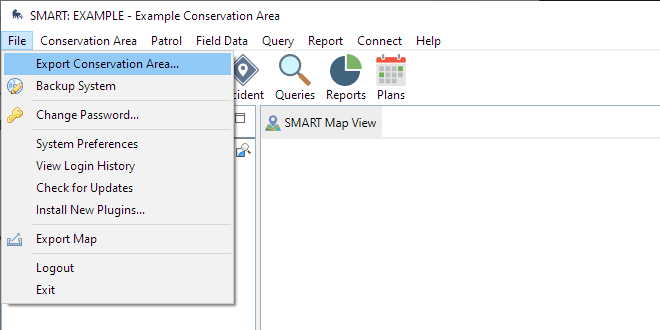 SMART: EXAMPLE - Example Conservation Area
File Conservation Area Patrol Field Data Query Report Connect Help
Export Conservation Area...
Backup System
Change Password...
System Preferences
View Login History
Check for Updates
Install New Plugins...
Export Map
Logout
Exit
cident Queries Reports Plans
SMART Map View